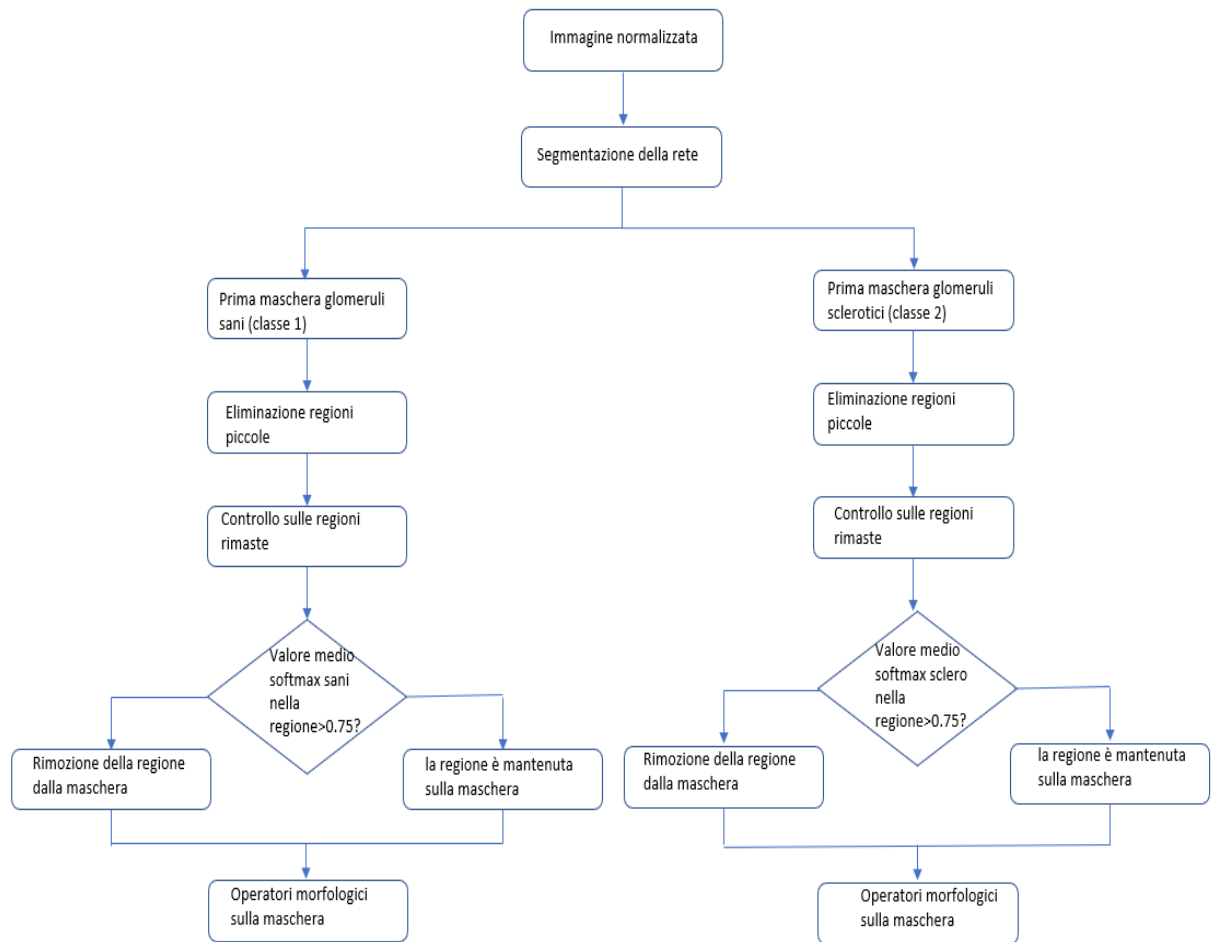 Immagine normalizzata
Segmentazione della rete
Prima maschera glomeruli
sani (classe 1)
Eliminazione regioni
piccole
Controllo sulle regioni
rimaste
Valore medio
softmax sani
nella
regione>0.75?
Rimozione della regione
dalla maschera
la regione è mantenuta
sulla maschera
Operatori morfologici
sulla maschera
Prima maschera glomeruli
sclerotici (classe 2)
Eliminazione regioni
piccole
Controllo sulle regioni
rimaste
Valore medio
softmax sclero
nella
regione>0.75?
Rimozione della regione
dalla maschera
la regione è mantenuta
sulla maschera
Operatori morfologici
sulla maschera